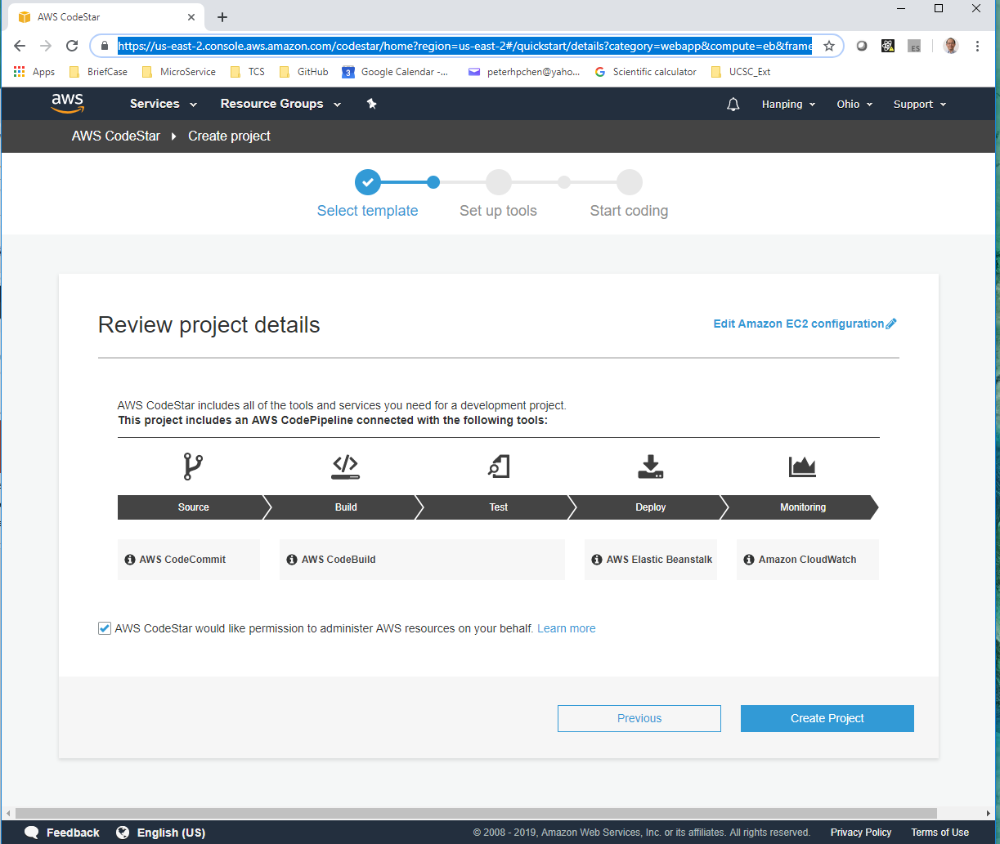 AWS CodeStar
https://us-east-2.console.aws.amazon.com/codestar/home?region=us-east-2#/quickstart/details?category=webapp&compute=eb&frame
ES
Apps BriefCase MicroService TCS GitHub 3 Google Calendar -... peterhpchen@yaho... G Scientific calculator UCSC_Ext
aws Services Resource Groups Hanping Ohio Support
AWS CodeStar Create project
Select template Set up tools Start coding
Review project details
Edit Amazon EC2 configuration
AWS CodeStar includes all of the tools and services you need for a development project.
This project includes an AWS CodePipeline connected with the following tools:
Source Build Test Deploy Monitoring
AWS CodeCommit AWS CodeBuild AWS Elastic Beanstalk Amazon CloudWatch
AWS CodeStar would like permission to administer AWS resources on your behalf. Learn more
Previous Create Project
Feedback English (US) © 2008 - 2019, Amazon Web Services, Inc. or its affiliates. All rights reserved. Privacy Policy Terms of Use